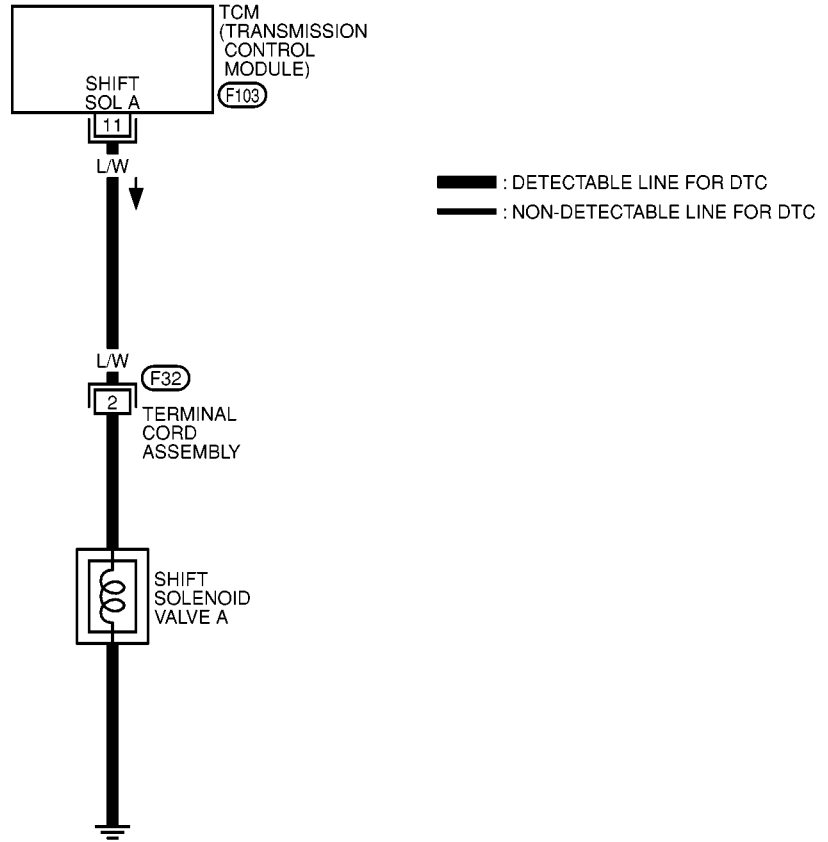 TCM
(TRANSMISSION
CONTROL
MODULE)
F103
SHIFT
SOL A
11
L/W
: DETECTABLE LINE FOR DTC
: NON-DETECTABLE LINE FOR DTC
L/W
F32
2
TERMINAL
CORD
ASSEMBLY
SHIFT
SOLENOID
VALVE A